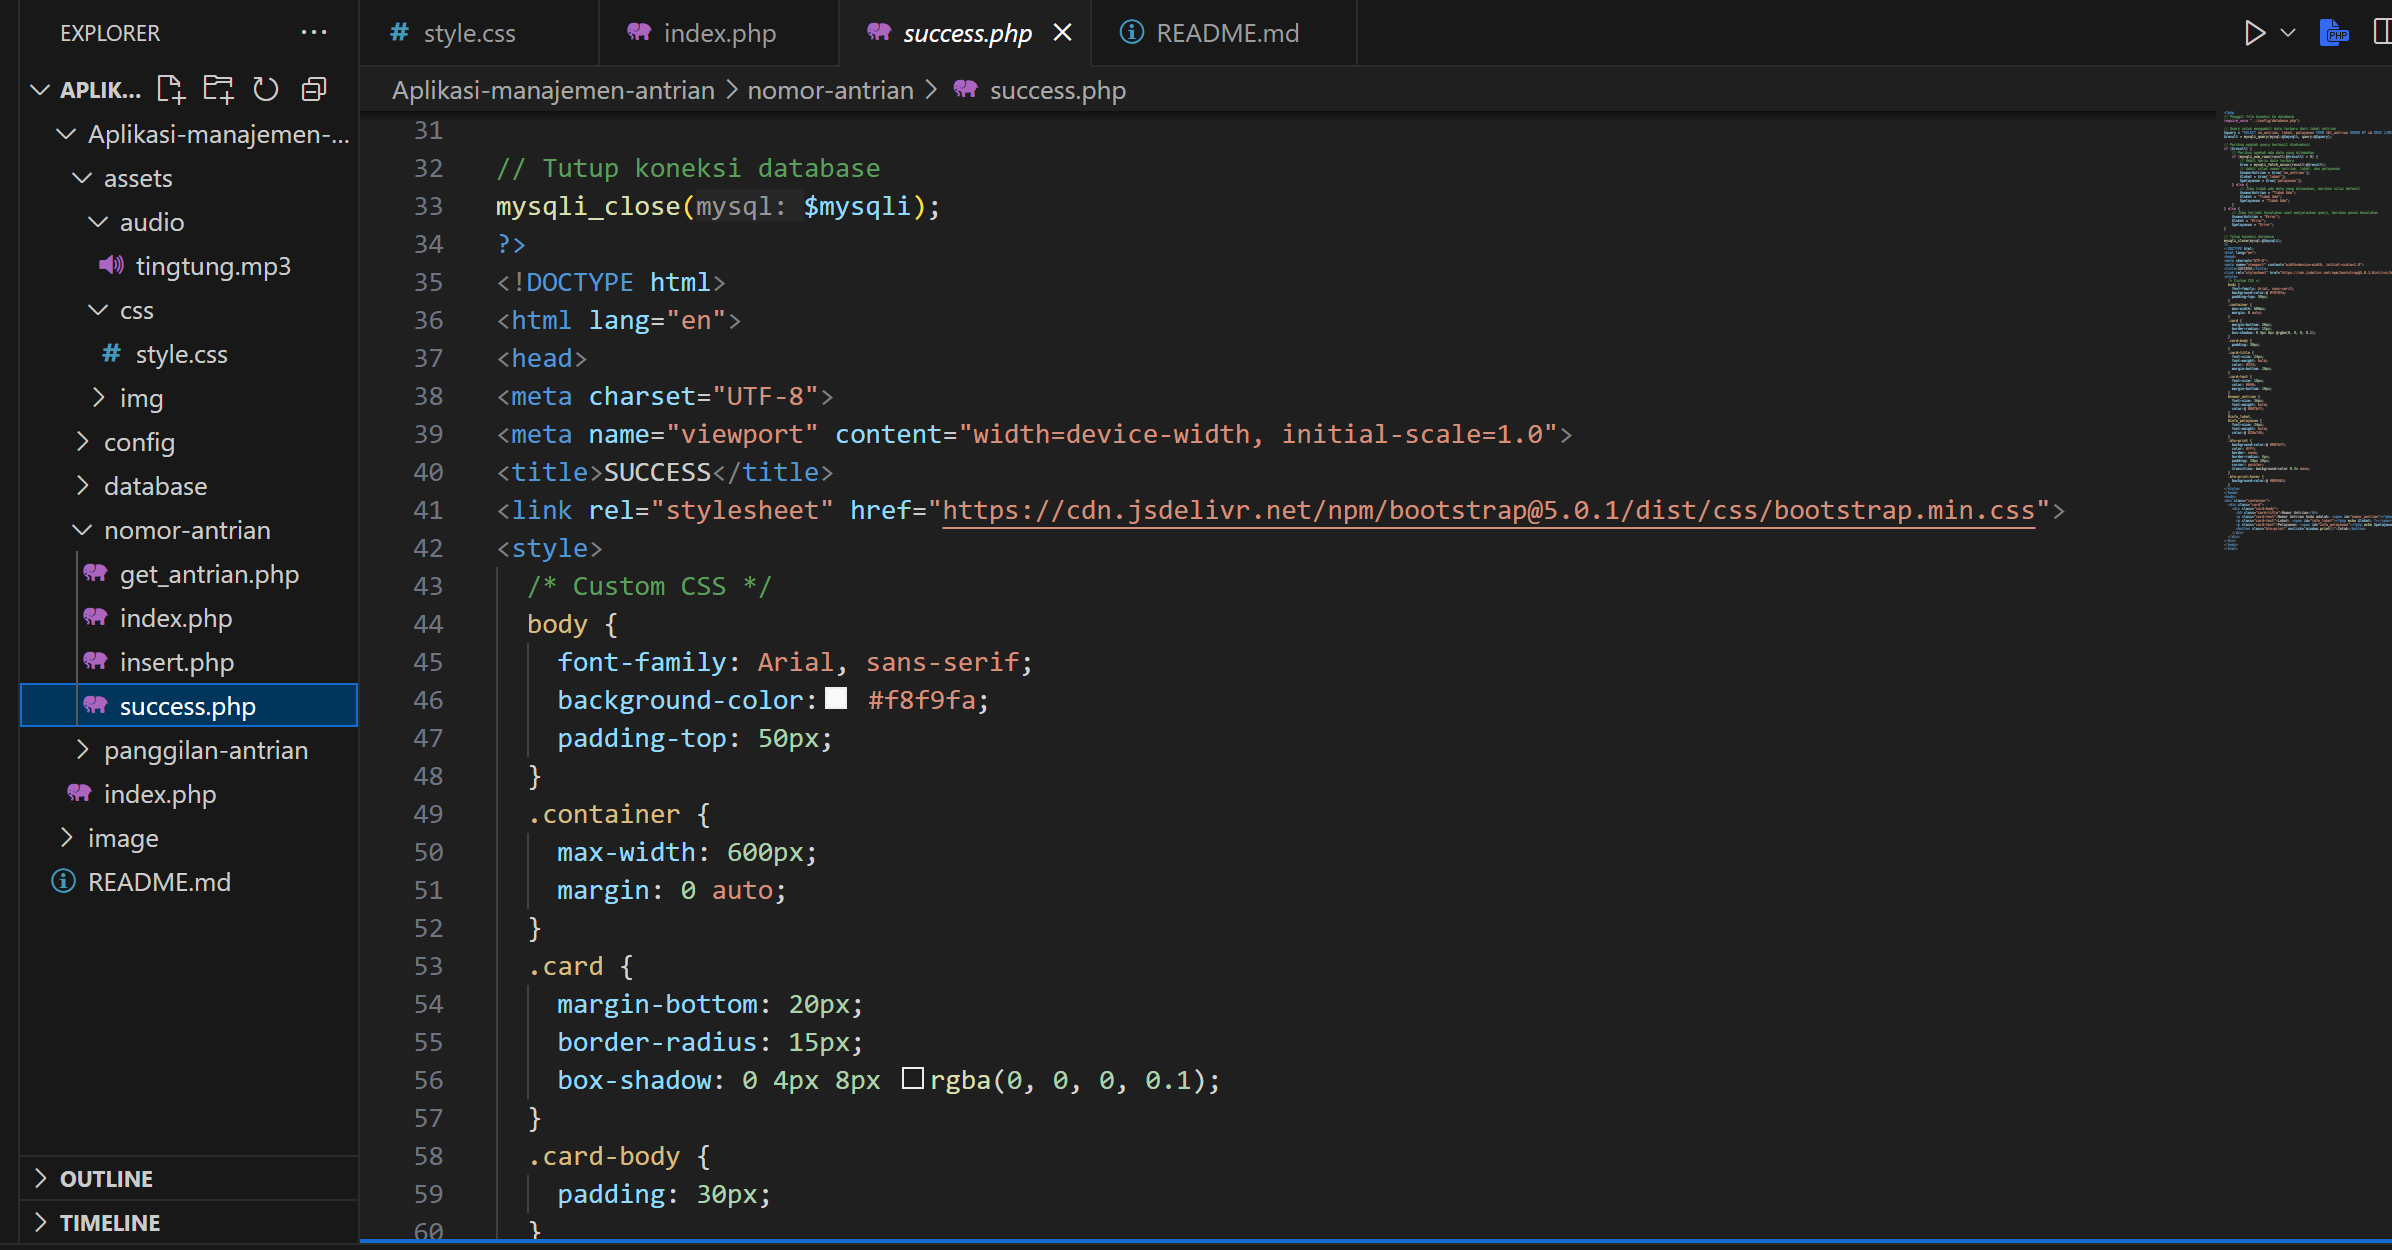 EXPLORER
style.css
index.php
success.php
README.md
APLIK...
Aplikasi-manajemen-antrian > nomor-antrian > success.php
Aplikasi-manajemen-...
assets
audio
tingtung.mp3
css
style.css
img
config
database
nomor-antrian
get_antrian.php
index.php
insert.php
success.php
panggilan-antrian
index.php
image
README.md
OUTLINE
TIMELINE
31
32 // Tutup koneksi database
33 mysqli_close(mysql: $mysqli);
34 ?>
35 <!DOCTYPE html>
36 <html lang="en">
37 <head>
38 <meta charset="UTF-8">
39 <meta name="viewport" content="width=device-width, initial-scale=1.0">
40 <title>SUCCESS</title>
41 <link rel="stylesheet" href="https://cdn.jsdelivr.net/npm/bootstrap@5.0.1/dist/css/bootstrap.min.css">
42 <style>
43 /* Custom CSS */
44 body {
45 font-family: Arial, sans-serif;
46 background-color: #f8f9fa;
47 padding-top: 50px;
48 }
49 .container {
50 max-width: 600px;
51 margin: 0 auto;
52 }
53 .card {
54 margin-bottom: 20px;
55 border-radius: 15px;
56 box-shadow: 0 4px 8px rgba(0, 0, 0, 0.1);
57 }
58 .card-body {
59 padding: 30px;
60 }